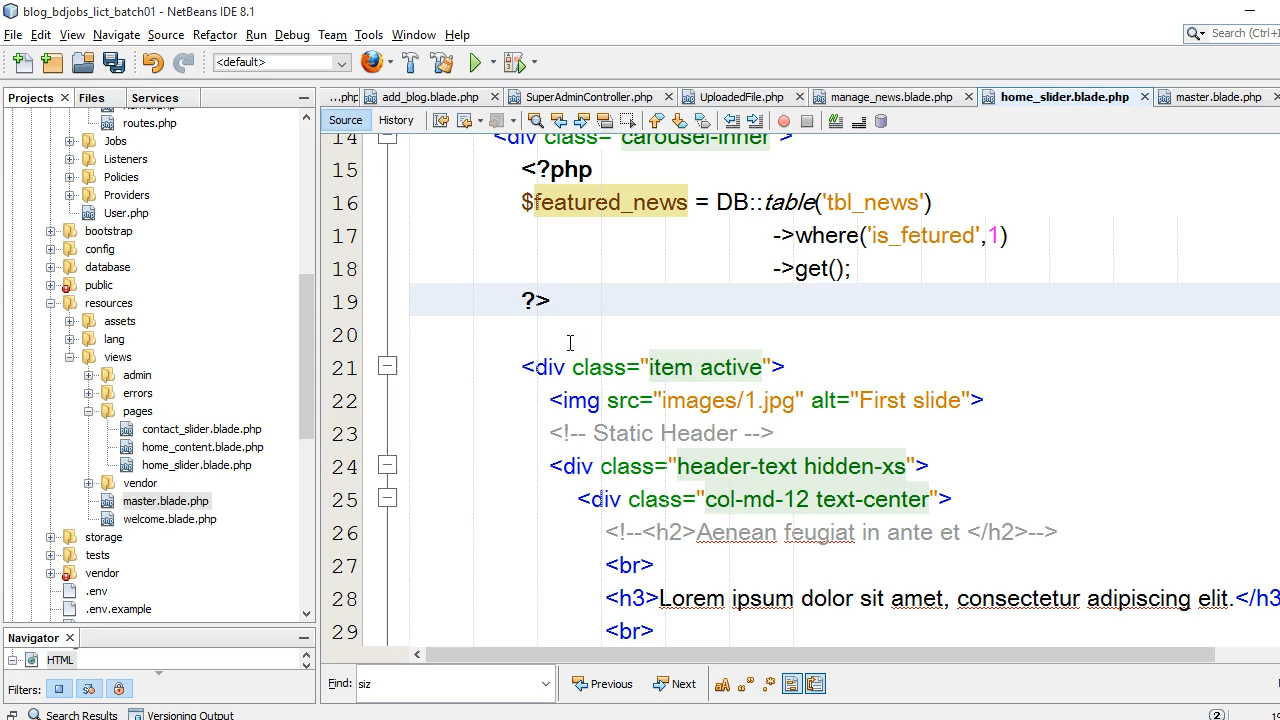 blog_bdjobs_lict_batch01 - NetBeans IDE 8.1
File Edit View Navigate Source Refactor Run Debug Team Tools Window Help
Search (Ctrl+I
<default>
Projects Files Services
routes.php
Jobs
Listeners
Policies
Providers
User.php
bootstrap
config
database
public
resources
assets
lang
views
admin
errors
pages
contact_slider.blade.php
home_content.blade.php
home_slider.blade.php
vendor
master.blade.php
welcome.blade.php
storage
tests
vendor
.env
.env.example
Navigator
HTML
Filters:
...php add_blog.blade.php SuperAdminController.php UploadedFile.php manage_news.blade.php home_slider.blade.php master.blade.php
Source History
14 <div class="carousel-inner">
15 <?php
16 $featured_news = DB::table('tbl_news')
17 ->where('is_fetured',1)
18 ->get();
19 ?>
20
21 <div class="item active">
22 <img src="images/1.jpg" alt="First slide">
23 <!-- Static Header -->
24 <div class="header-text hidden-xs">
25 <div class="col-md-12 text-center">
26 <!--<h2>Aenean feugiat in ante et </h2>-->
27 <br>
28 <h3>Lorem ipsum dolor sit amet, consectetur adipiscing elit.</h3
29 <br>
Find: siz Previous Next
Search Results Versioning Output
2